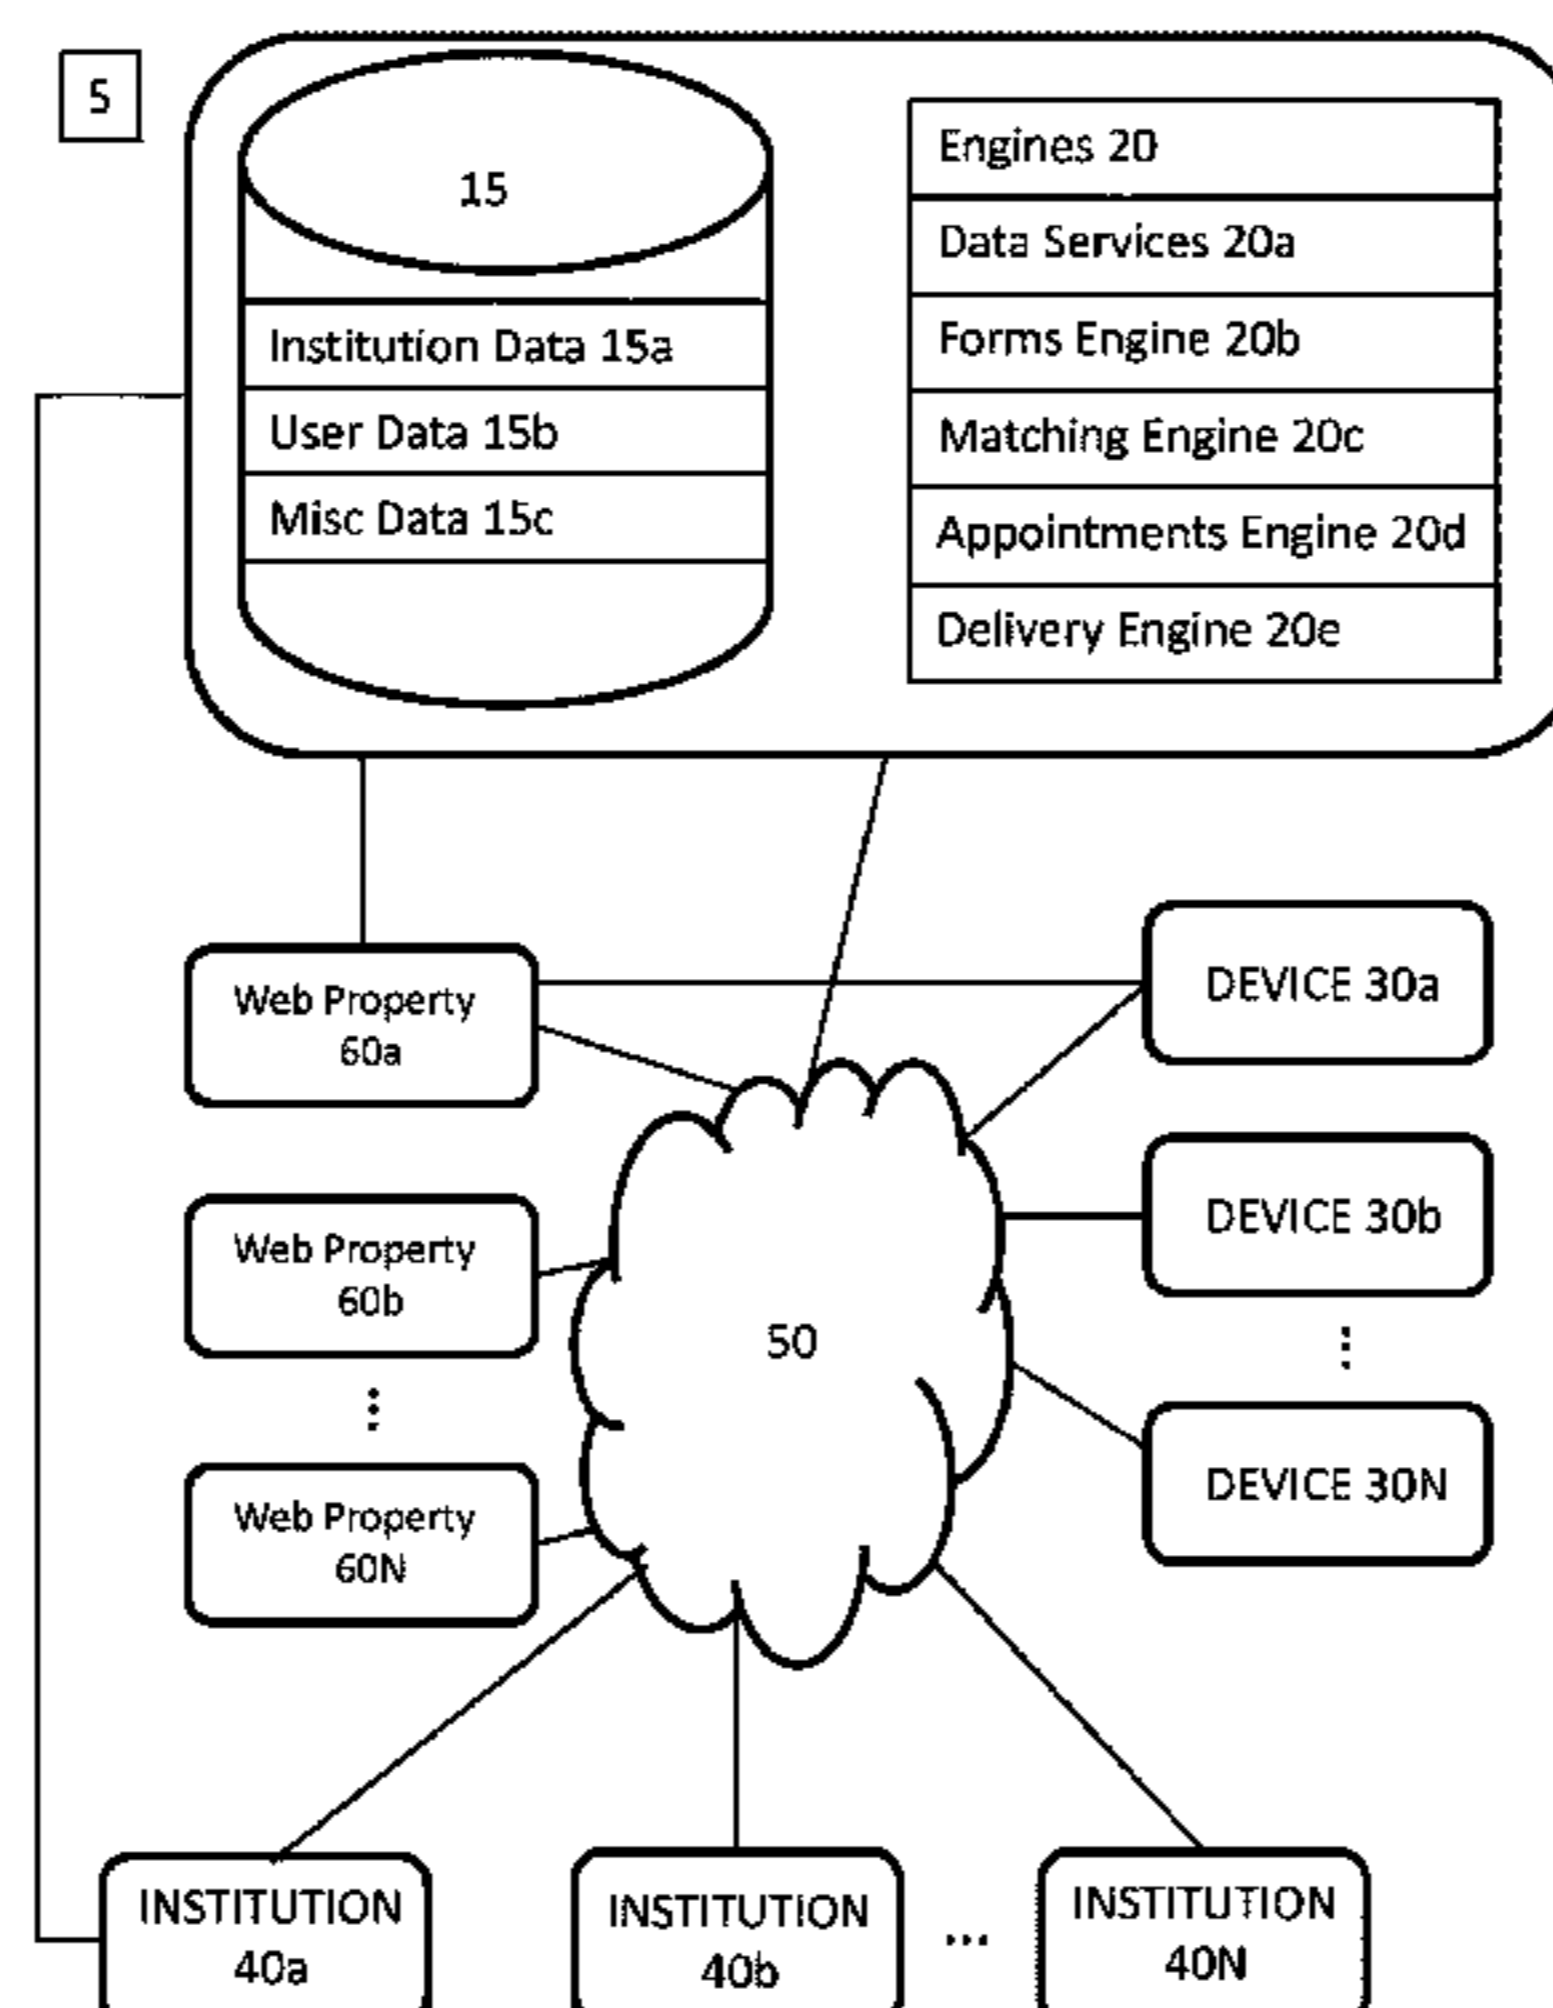 5
15
Institution Data 15a
User Data 15b
Misc Data 15c
Engines 20
Data Services 20a
Forms Engine 20b
Matching Engine 20c
Appointments Engine 20d
Delivery Engine 20e
Web Property
60a
DEVICE 30a
Web Property
60b
DEVICE 30b
50
⋮
⋮
Web Property
60N
DEVICE 30N
INSTITUTION
40a
INSTITUTION
40b
...
INSTITUTION
40N